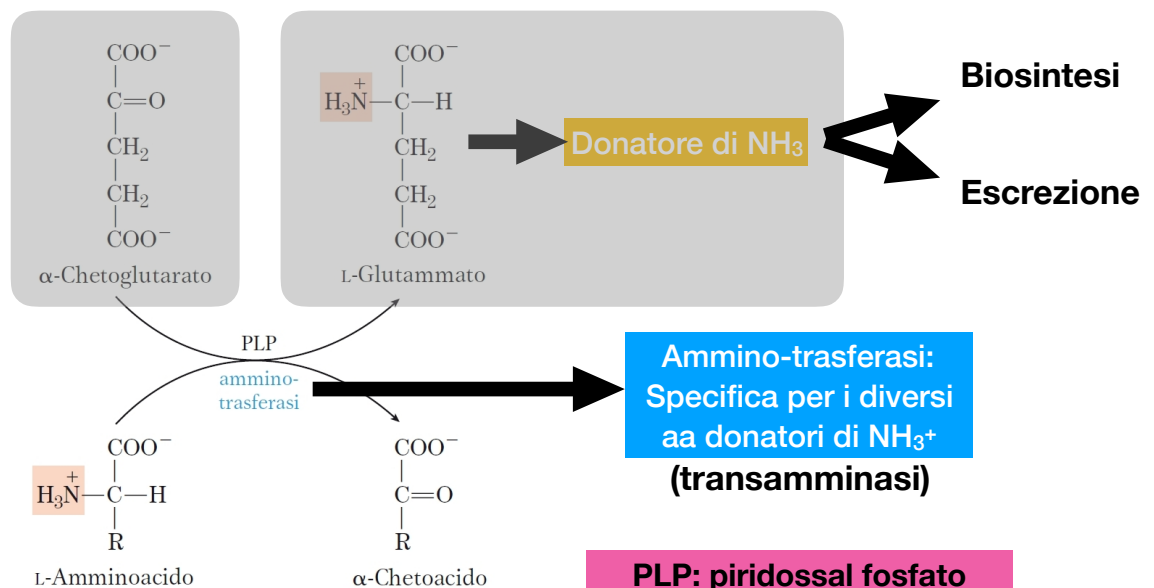 COO⁻
C=O
CH₂
CH₂
COO⁻
α-Chetoglutarato
COO⁻
H₃N⁺—C—H
CH₂
CH₂
COO⁻
L-Glutammato
Donatore di NH₃
Biosintesi
Escrezione
PLP
ammino-
trasferasi
Ammino-trasferasi:
Specifica per i diversi
aa donatori di NH₃⁺
(transamminasi)
COO⁻
H₃N⁺—C—H
R
L-Amminoacido
COO⁻
C=O
R
α-Chetoacido
PLP: piridossal fosfato